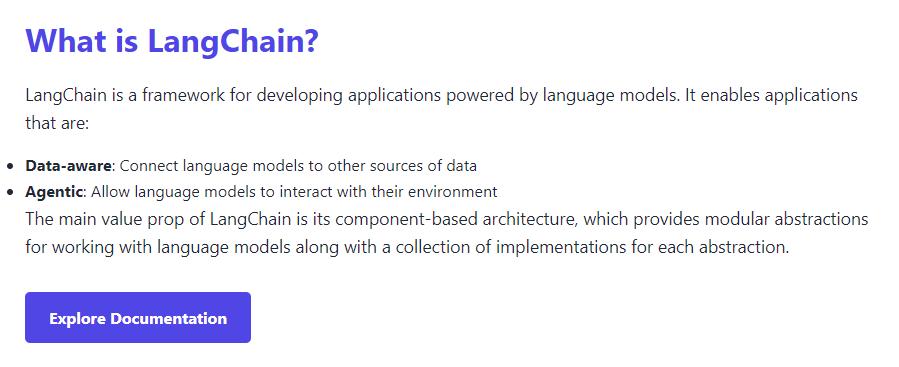 What is LangChain?
LangChain is a framework for developing applications powered by language models. It enables applications
that are:
• Data-aware: Connect language models to other sources of data
• Agentic: Allow language models to interact with their environment
The main value prop of LangChain is its component-based architecture, which provides modular abstractions
for working with language models along with a collection of implementations for each abstraction.
Explore Documentation